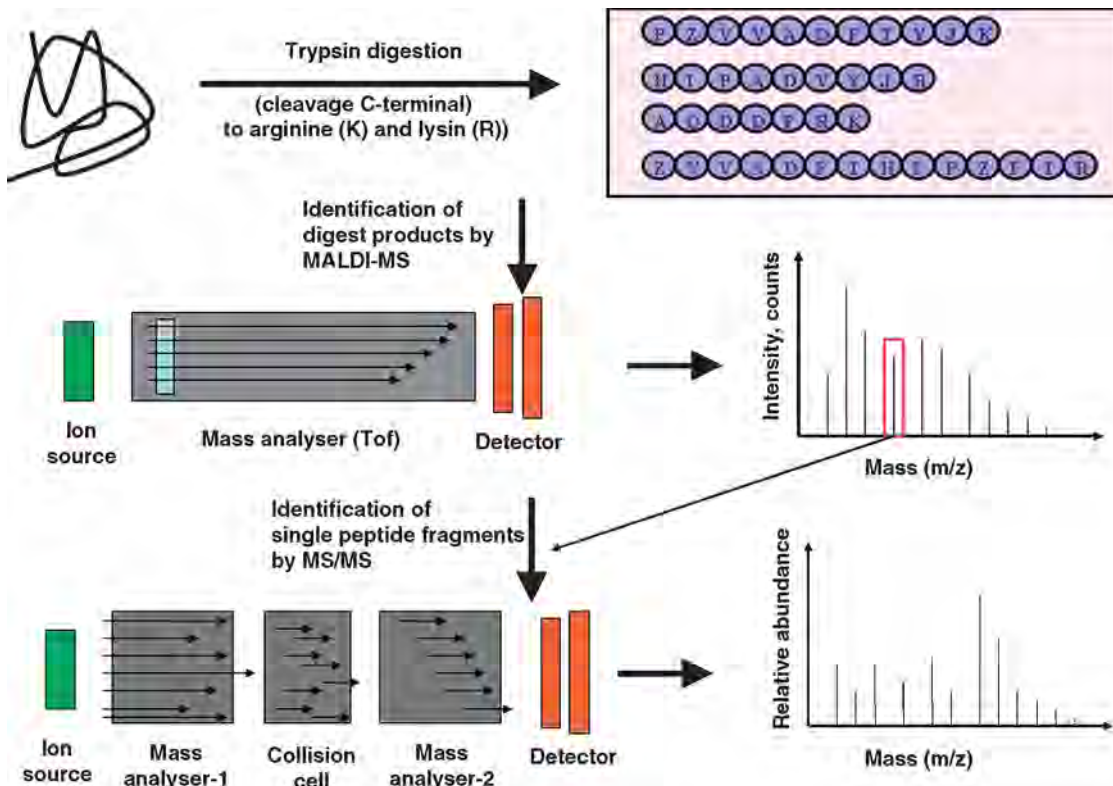 Trypsin digestion
(cleavage C-terminal)
to arginine (K) and lysin (R))
P Z V V A D F T V J K
H I P A D V Y J R
K
Z V V S D F T H I P Z F I R
Identification of
digest products by
MALDI-MS
Ion
source
Mass analyser (Tof)
Detector
Intensity, counts
Mass (m/z)
Identification of
single peptide fragments
by MS/MS
Ion
source
Mass
analyser-1
Collision
cell
Mass
analyser-2
Detector
Relative abundance
Mass (m/z)